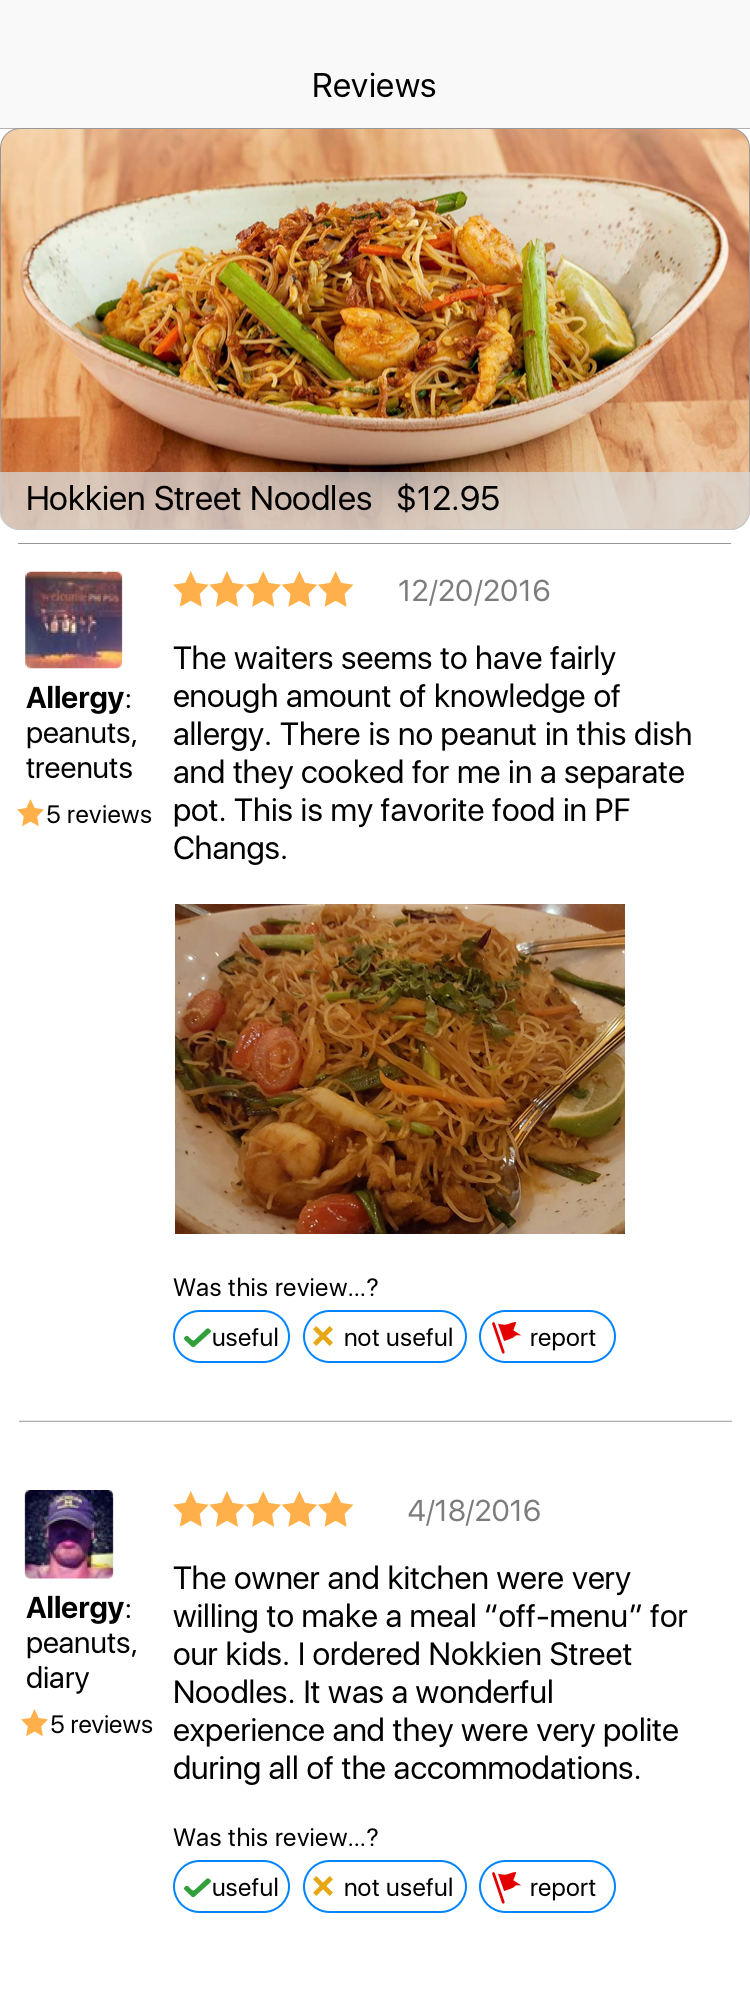 Reviews
Hokkien Street Noodles $12.95
12/20/2016
Allergy:
peanuts,
treenuts
5 reviews
The waiters seems to have fairly
enough amount of knowledge of
allergy. There is no peanut in this dish
and they cooked for me in a separate
pot. This is my favorite food in PF
Changs.
Was this review...?
useful
not useful
report
4/18/2016
Allergy:
peanuts,
diary
5 reviews
The owner and kitchen were very
willing to make a meal “off-menu” for
our kids. I ordered Nokkien Street
Noodles. It was a wonderful
experience and they were very polite
during all of the accommodations.
Was this review...?
useful
not useful
report